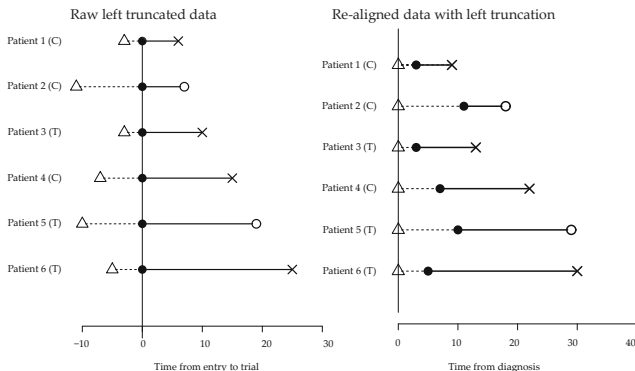 Raw left truncated data
Patient 1 (C)
Patient 2 (C)
Patient 3 (T)
Patient 4 (C)
Patient 5 (T)
Patient 6 (T)
−10 0 10 20 30
Time from entry to trial
Re-aligned data with left truncation
Patient 1 (C)
Patient 2 (C)
Patient 3 (T)
Patient 4 (C)
Patient 5 (T)
Patient 6 (T)
0 10 20 30 40
Time from diagnosis